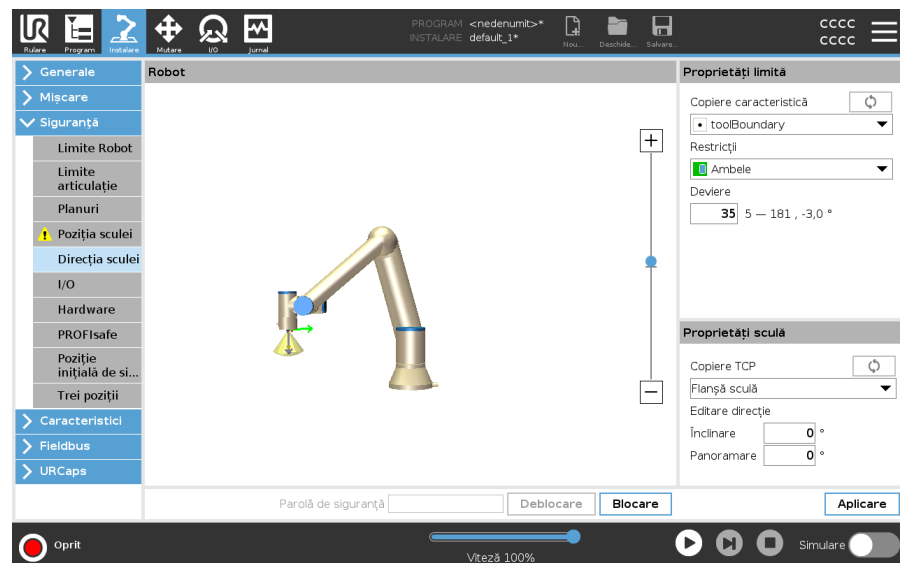 PROGRAM <nedenumit>*
INSTALARE default_1*
CCCC
CCCC
Rulare Program Instalare Mutare I/O Jurnal Nou... Deschide... Salvare...
Generale
Mișcare
Siguranță
Limite Robot
Limite
articulație
Planuri
Poziția sculei
Direcția sculei
I/O
Hardware
PROFIsafe
Poziție
inițială de si...
Trei poziții
Caracteristici
Fieldbus
URCaps
Robot
Proprietăți limită
Copiere caracteristică
toolBoundary
Restricții
Ambele
Deviere
35 5 — 181 , -3,0 °
Proprietăți sculă
Copiere TCP
Flanșă sculă
Editare direcție
Înclinare 0 °
Panoramare 0 °
Parolă de siguranță Deblocare Blocare Aplicare
Oprit
Viteză 100%
Simulare